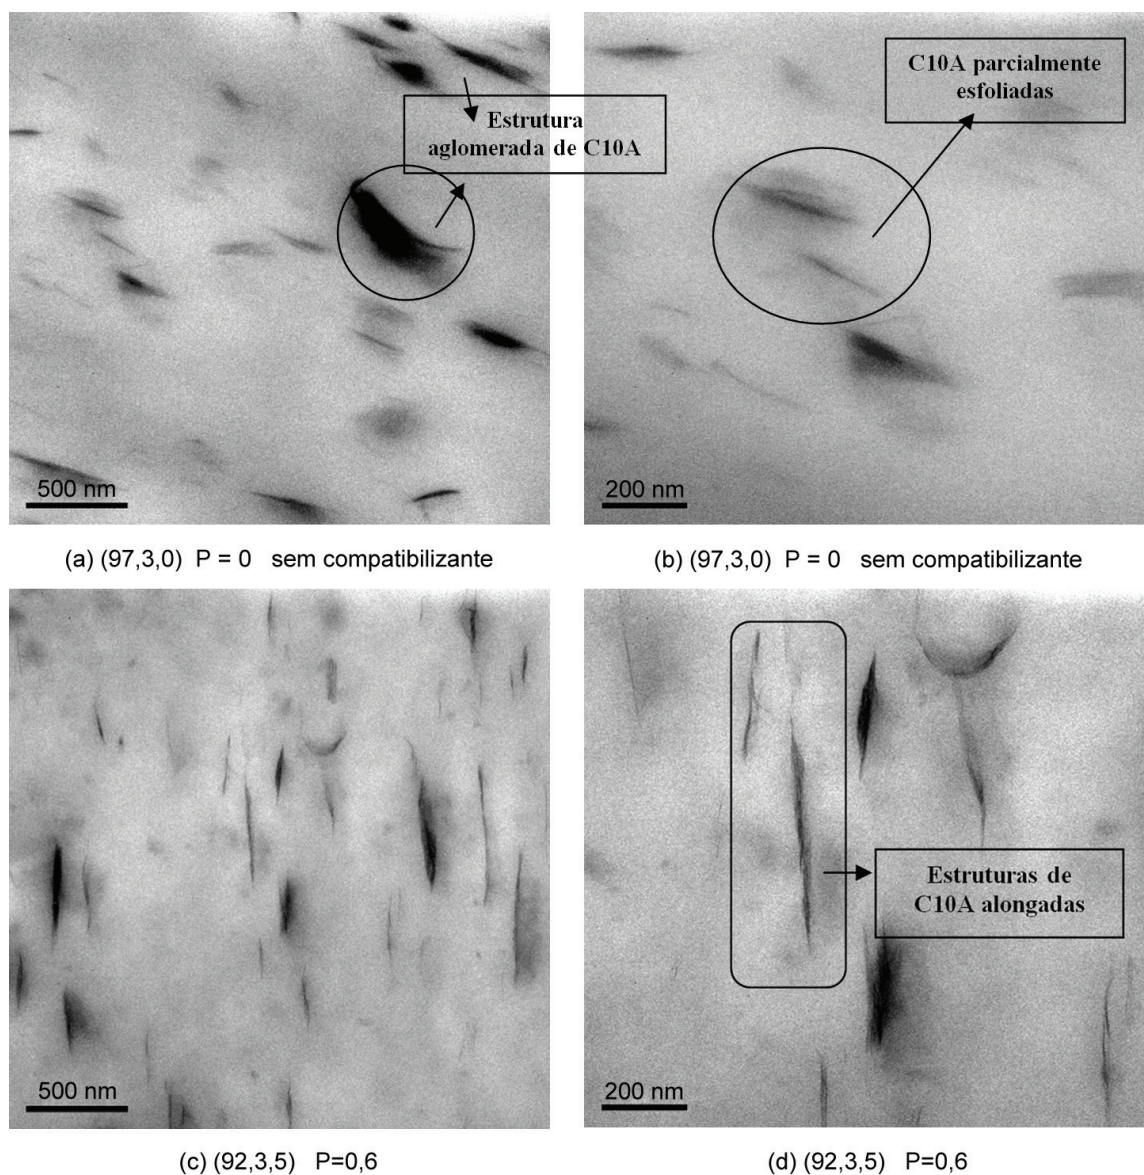 C10A parcialmente
esfoliadas
Estrutura
aglomerada de C10A
500 nm
200 nm
(a) (97,3,0) P = 0 sem compatibilizante
(b) (97,3,0) P = 0 sem compatibilizante
Estruturas de
C10A alongadas
500 nm
200 nm
(c) (92,3,5) P=0,6
(d) (92,3,5) P=0,6